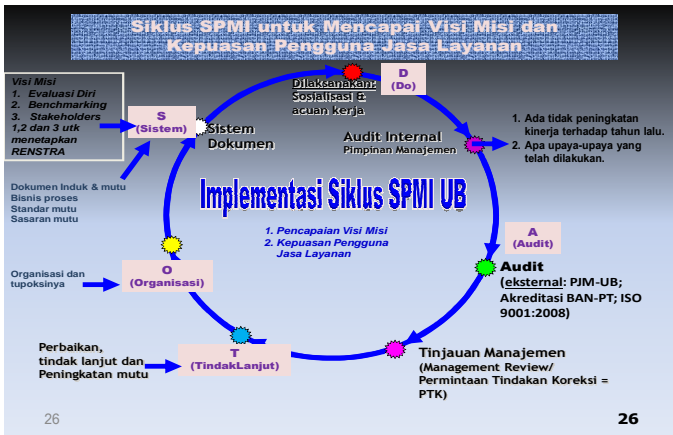 Siklus SPMI untuk Mencapai Visi Misi dan
Kepuasan Pengguna Jasa Layanan
Visi Misi
1. Evaluasi Diri
2. Benchmarking
3. Stakeholders
1,2 dan 3 utk
menetapkan
RENSTRA
S
(Sistem)
Sistem
Dokumen
Dilaksanakan:
Sosialisasi &
acuan kerja
D
(Do)
Audit Internal
Pimpinan Manajemen
1. Ada tidak peningkatan
kinerja terhadap tahun lalu.
2. Apa upaya-upaya yang
telah dilakukan.
Dokumen Induk & mutu
Bisnis proses
Standar mutu
Sasaran mutu
Implementasi Siklus SPMI UB
1. Pencapaian Visi Misi
2. Kepuasan Pengguna
Jasa Layanan
A
(Audit)
Audit
(eksternal: PJM-UB;
Akreditasi BAN-PT; ISO
9001:2008)
Organisasi dan
tupoksinya
O
(Organisasi)
Perbaikan,
tindak lanjut dan
Peningkatan mutu
T
(TindakLanjut)
Tinjauan Manajemen
(Management Review/
Permintaan Tindakan Koreksi =
PTK)
26
26